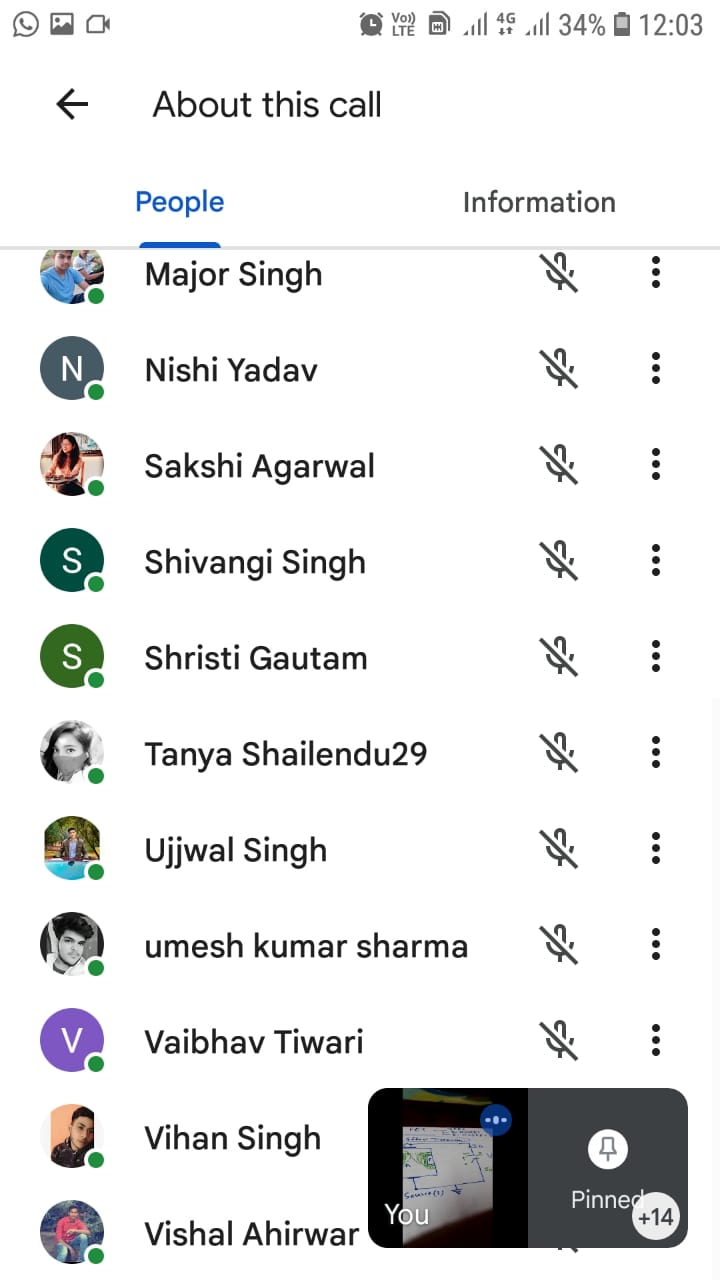 Vo)) LTE 4G 34% 12:03
About this call
People Information
Major Singh
N Nishi Yadav
Sakshi Agarwal
S Shivangi Singh
S Shristi Gautam
Tanya Shailendu29
Ujjwal Singh
umesh kumar sharma
V Vaibhav Tiwari
Vihan Singh
Vishal Ahirwar
You
Pinned
+14